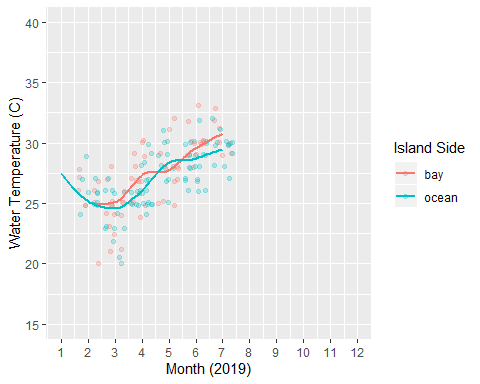 40
35
30
25
20
15
Water Temperature (C)
1 2 3 4 5 6 7 8 9 10 11 12
Month (2019)
Island Side
bay
ocean